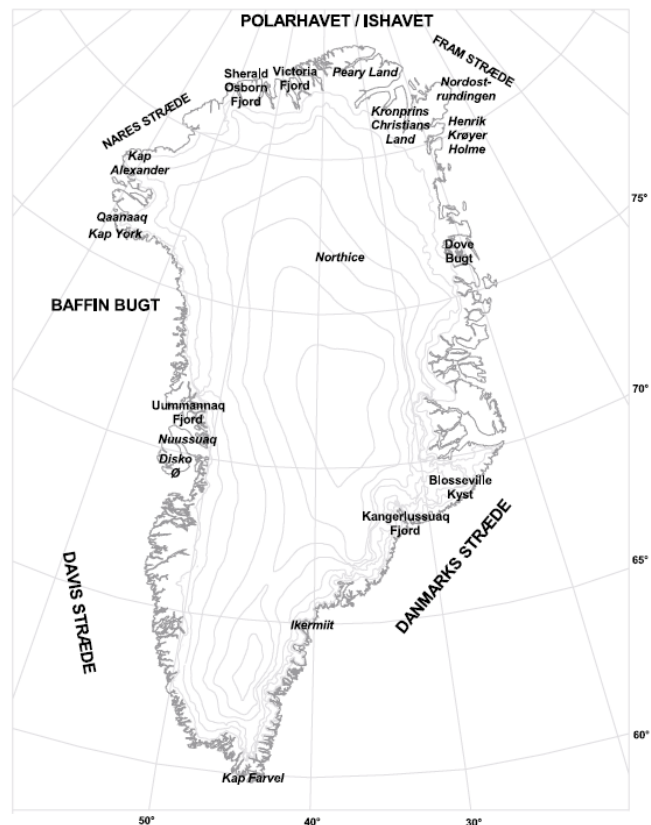 POLARHAVET / ISHAVET
FRAM STRÆDE
Sherald
Osborn
Fjord
Victoria
Fjord
Peary Land
Nordost-
rundingen
NARES STRÆDE
Kronprins
Christians
Land
Henrik
Krøyer
Holme
Kap
Alexander
75°
Qaanaaq
Kap York
Dove
Bugt
Northice
BAFFIN BUGT
70°
Uummannaq
Fjord
Nuussuaq
Disko
Ø
Blosseville
Kyst
Kangerlussuaq
Fjord
DANMARKS STRÆDE
65°
DAVIS STRÆDE
Ikermiit
60°
Kap Farvel
50°
40°
30°